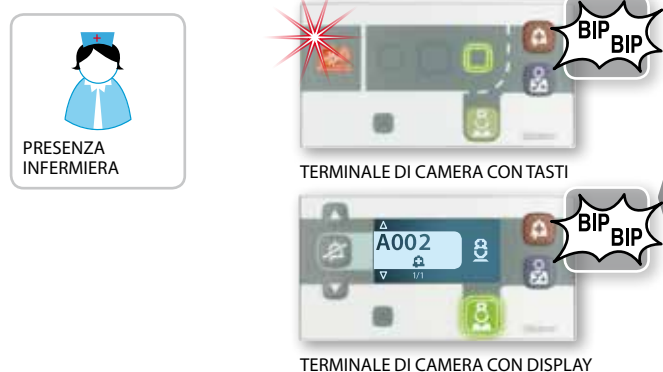 PRESENZA
INFERMIERA
BIP
BIP
TERMINALE DI CAMERA CON TASTI
A002
1/1
BIP
BIP
TERMINALE DI CAMERA CON DISPLAY